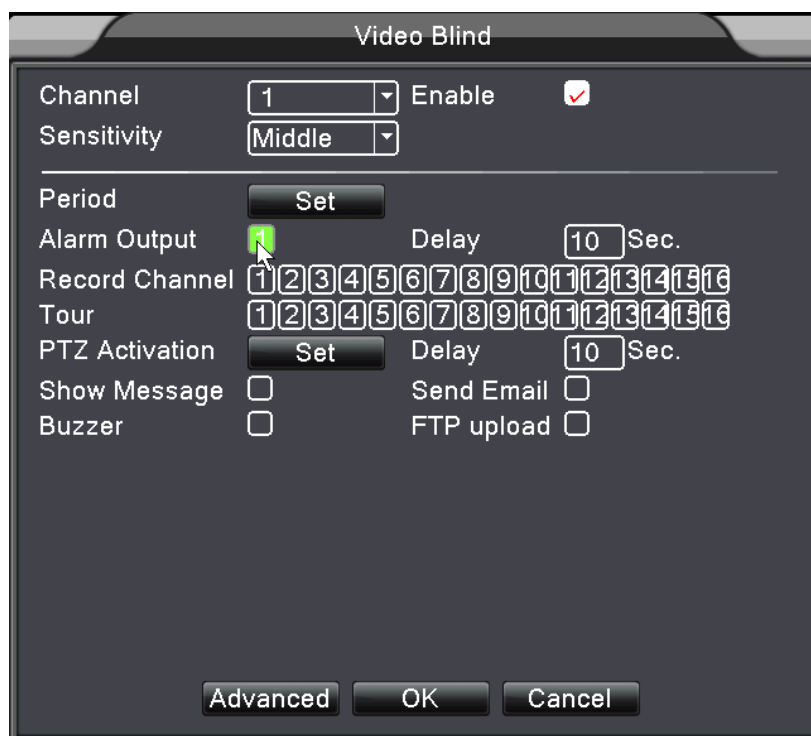 Video Blind
Channel 1 Enable
Sensitivity Middle
Period Set
Alarm Output 1 Delay 10 Sec.
Record Channel 1 2 3 4 5 6 7 8 9 10 11 12 13 14 15 16
Tour 1 2 3 4 5 6 7 8 9 10 11 12 13 14 15 16
PTZ Activation Set Delay 10 Sec.
Show Message Send Email
Buzzer FTP upload
Advanced OK Cancel